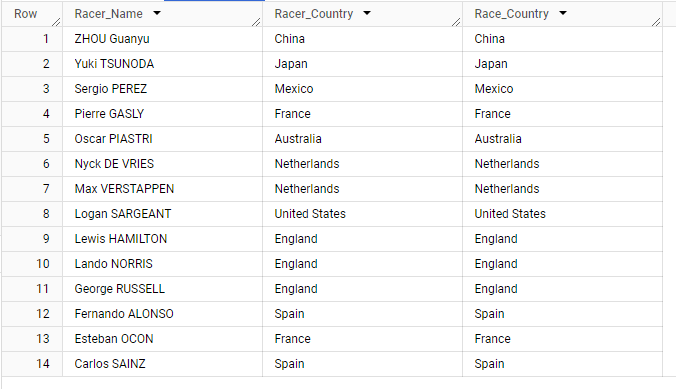 Row Racer_Name Racer_Country Race_Country
1 ZHOU Guanyu China China
2 Yuki TSUNODA Japan Japan
3 Sergio PEREZ Mexico Mexico
4 Pierre GASLY France France
5 Oscar PIASTRI Australia Australia
6 Nyck DE VRIES Netherlands Netherlands
7 Max VERSTAPPEN Netherlands Netherlands
8 Logan SARGEANT United States United States
9 Lewis HAMILTON England England
10 Lando NORRIS England England
11 George RUSSELL England England
12 Fernando ALONSO Spain Spain
13 Esteban OCON France France
14 Carlos SAINZ Spain Spain